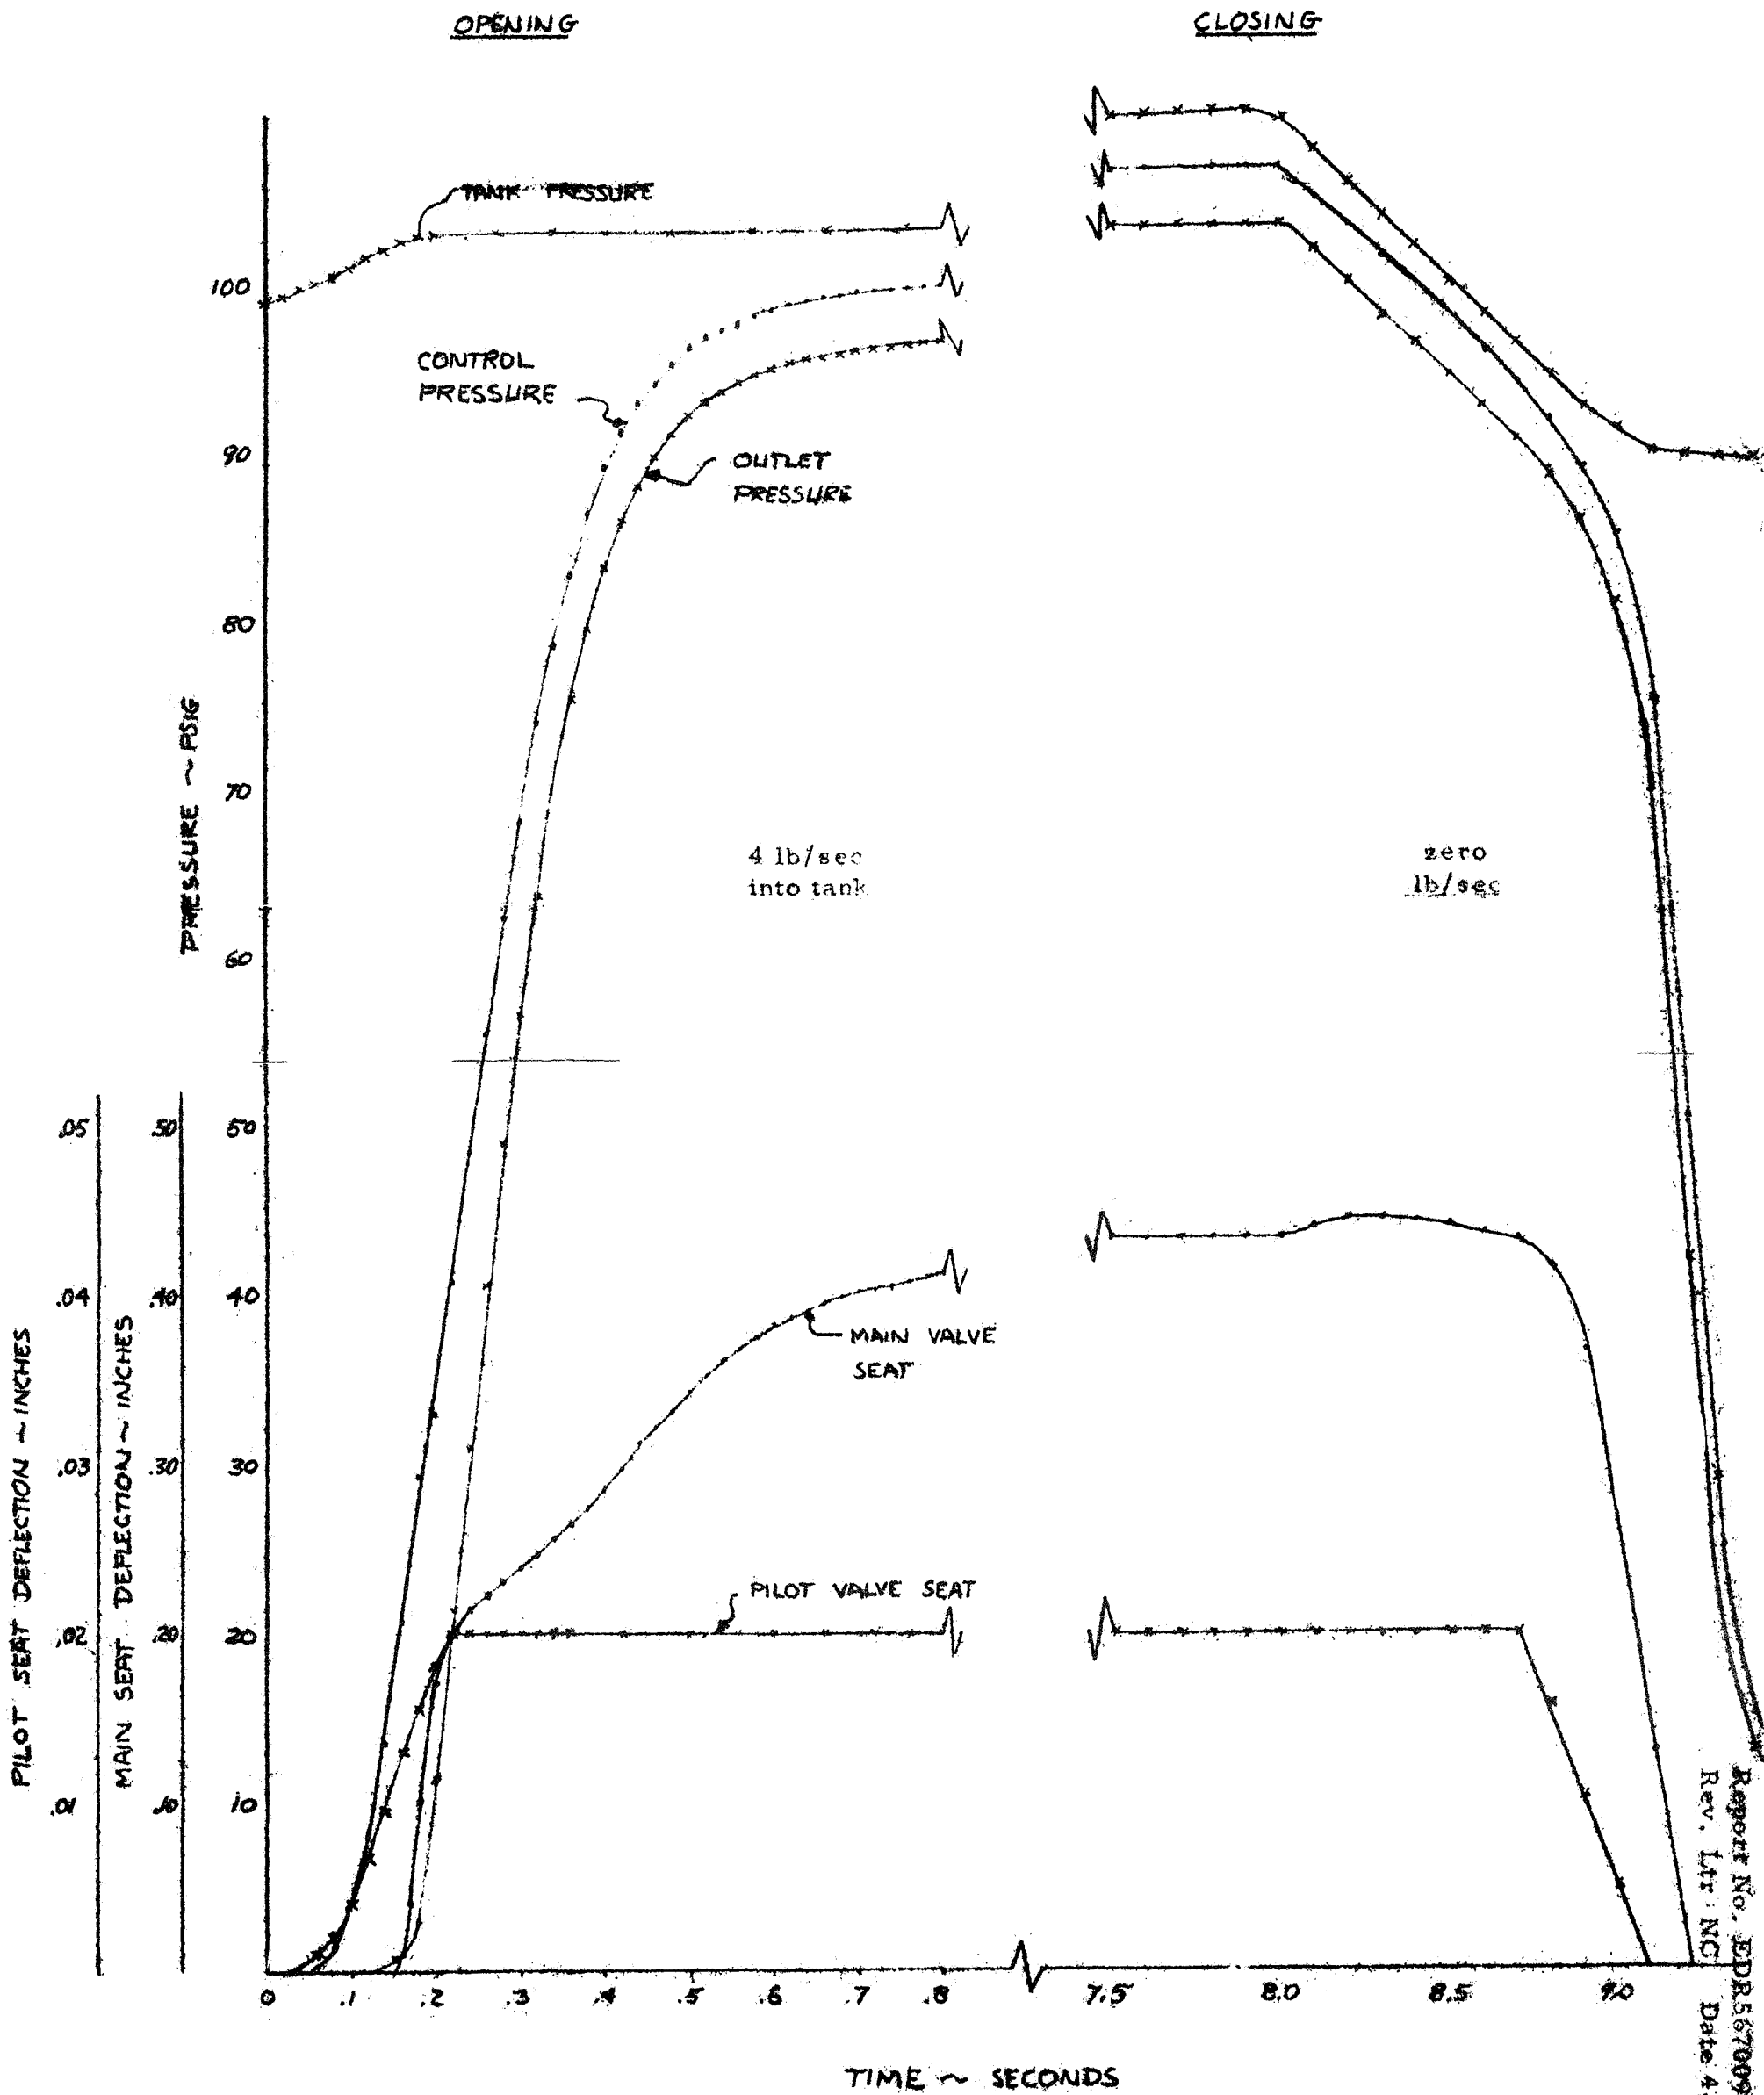 OPENING
CLOSING
TANK PRESSURE
CONTROL
PRESSURE
OUTLET
PRESSURE
4 lb/sec
into tank
zero
lb/sec
MAIN VALVE
SEAT
PILOT VALVE SEAT
PRESSURE ~ PSIG
100
90
80
70
60
50
40
30
20
10
MAIN SEAT DEFLECTION ~ INCHES
.50
.40
.30
.20
.10
PILOT SEAT DEFLECTION ~ INCHES
.05
.04
.03
.02
.01
0 .1 .2 .3 .4 .5 .6 .7 .8 7.5 8.0 8.5 9.0
TIME ~ SECONDS
Report No. EDR567009
Rev. Ltr NC Date 4